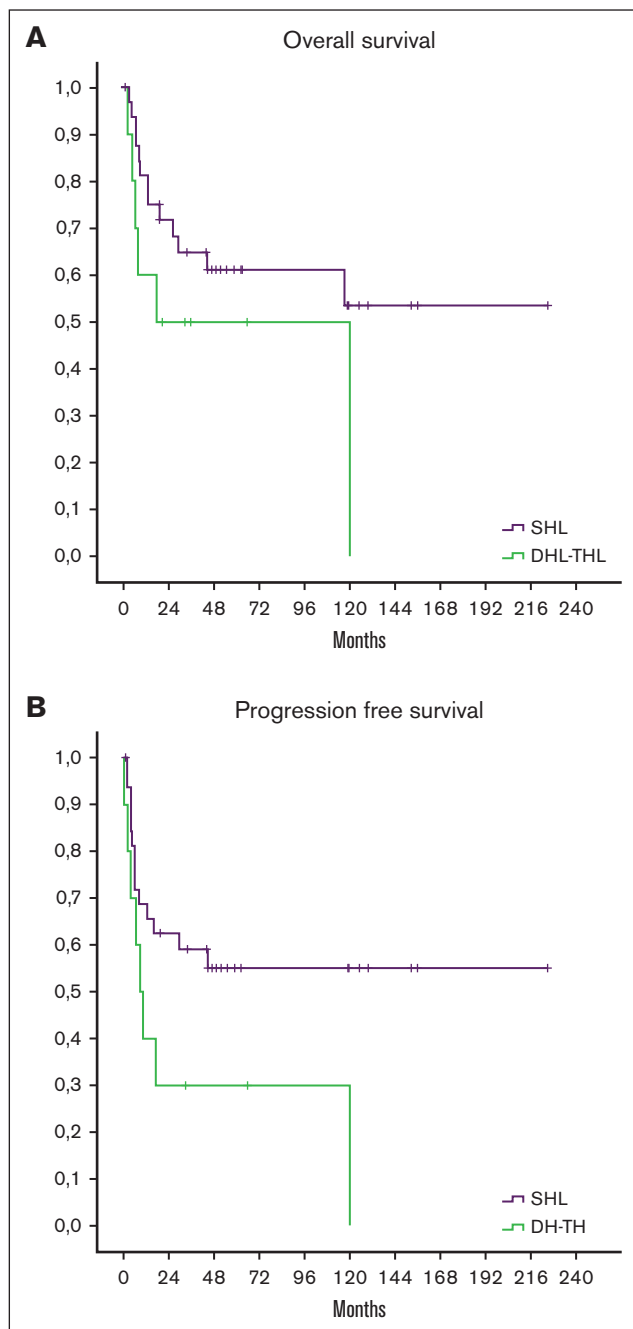 A
Overall survival
1,0
0,9
0,8
0,7
0,6
0,5
0,4
0,3
0,2
0,1
0,0
SHL
DHL-THL
0 24 48 72 96 120 144 168 192 216 240
Months
B
Progression free survival
1,0
0,9
0,8
0,7
0,6
0,5
0,4
0,3
0,2
0,1
0,0
SHL
DH-TH
0 24 48 72 96 120 144 168 192 216 240
Months